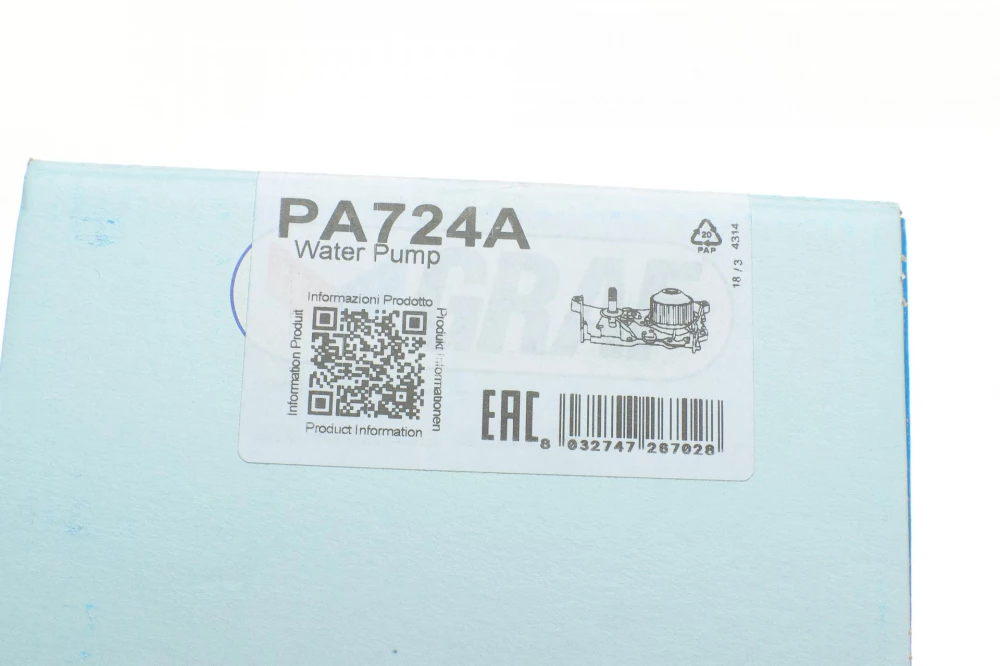 PA724A
Water Pump
GRAF
20
PAP
18 /3 4314
Informazioni Prodotto
Information Produit
Produkt Informationen
Product Information
EAC
8 032747 267028